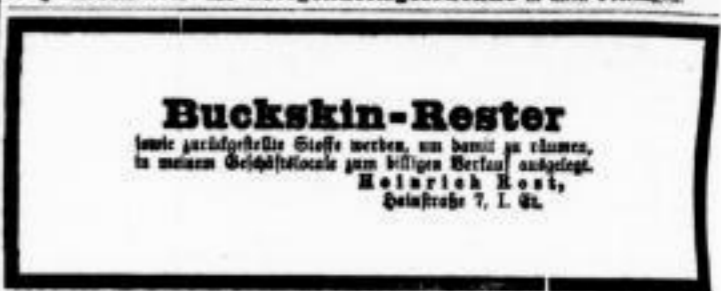 Buckskin-Rester
sowie zurückgestellte Stoffe werden, um damit zu räumen,
in meinem Geschäftslocale zum billigen Verkauf ausgelegt.
Heinrich Rost,
Hainstraße 7, I. Et.